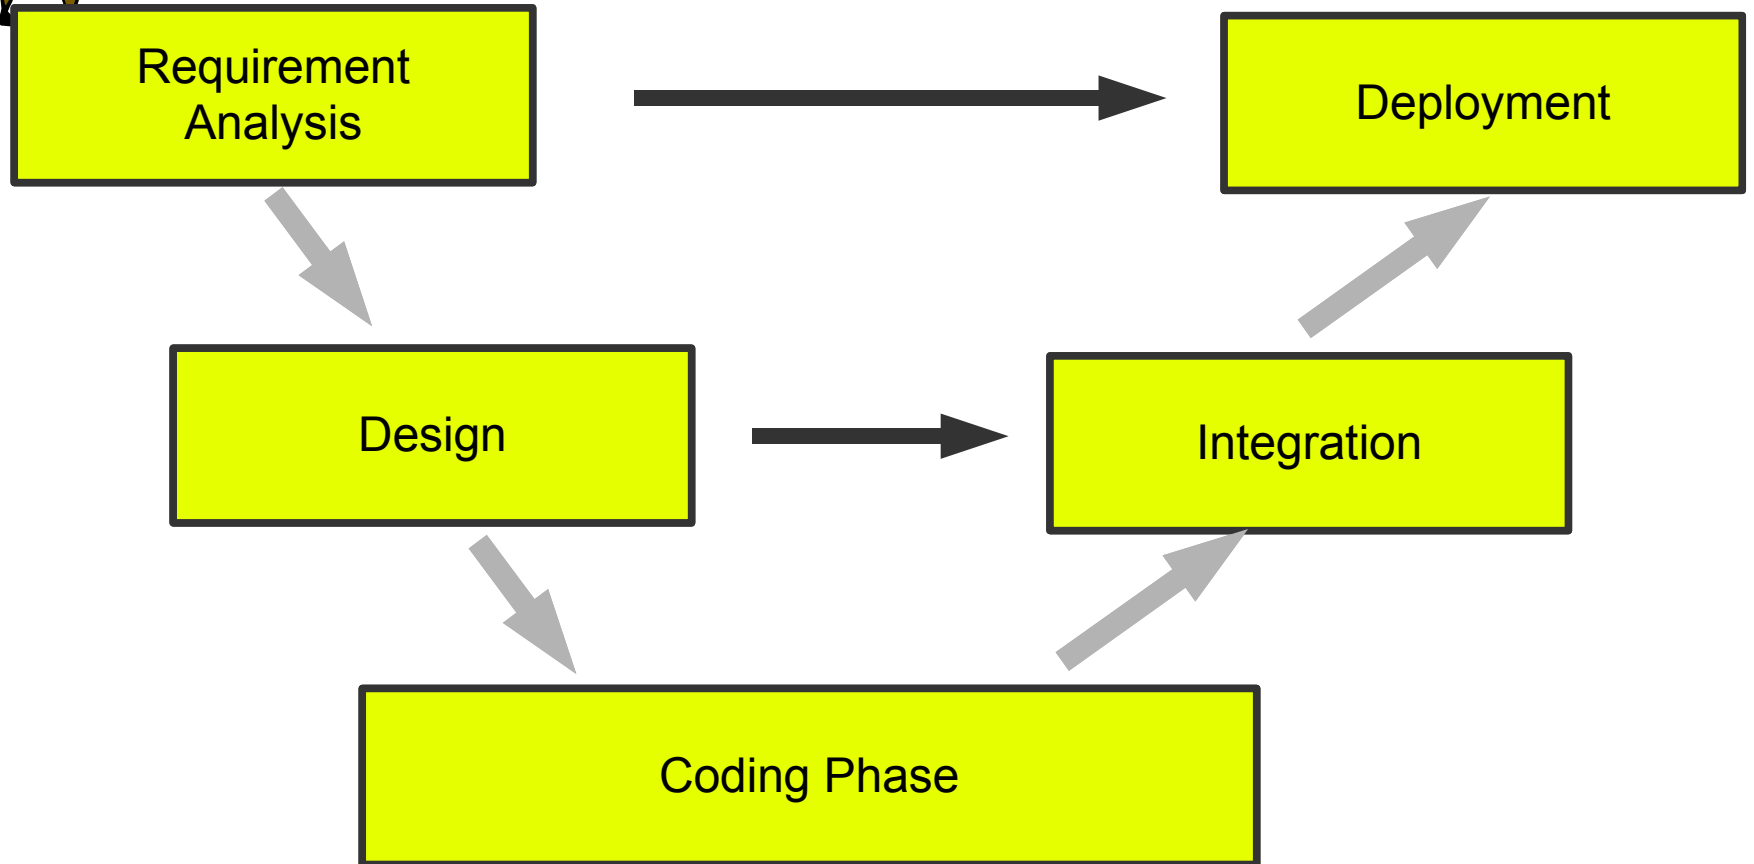 Requirement
Analysis
Deployment
Design
Integration
Coding Phase